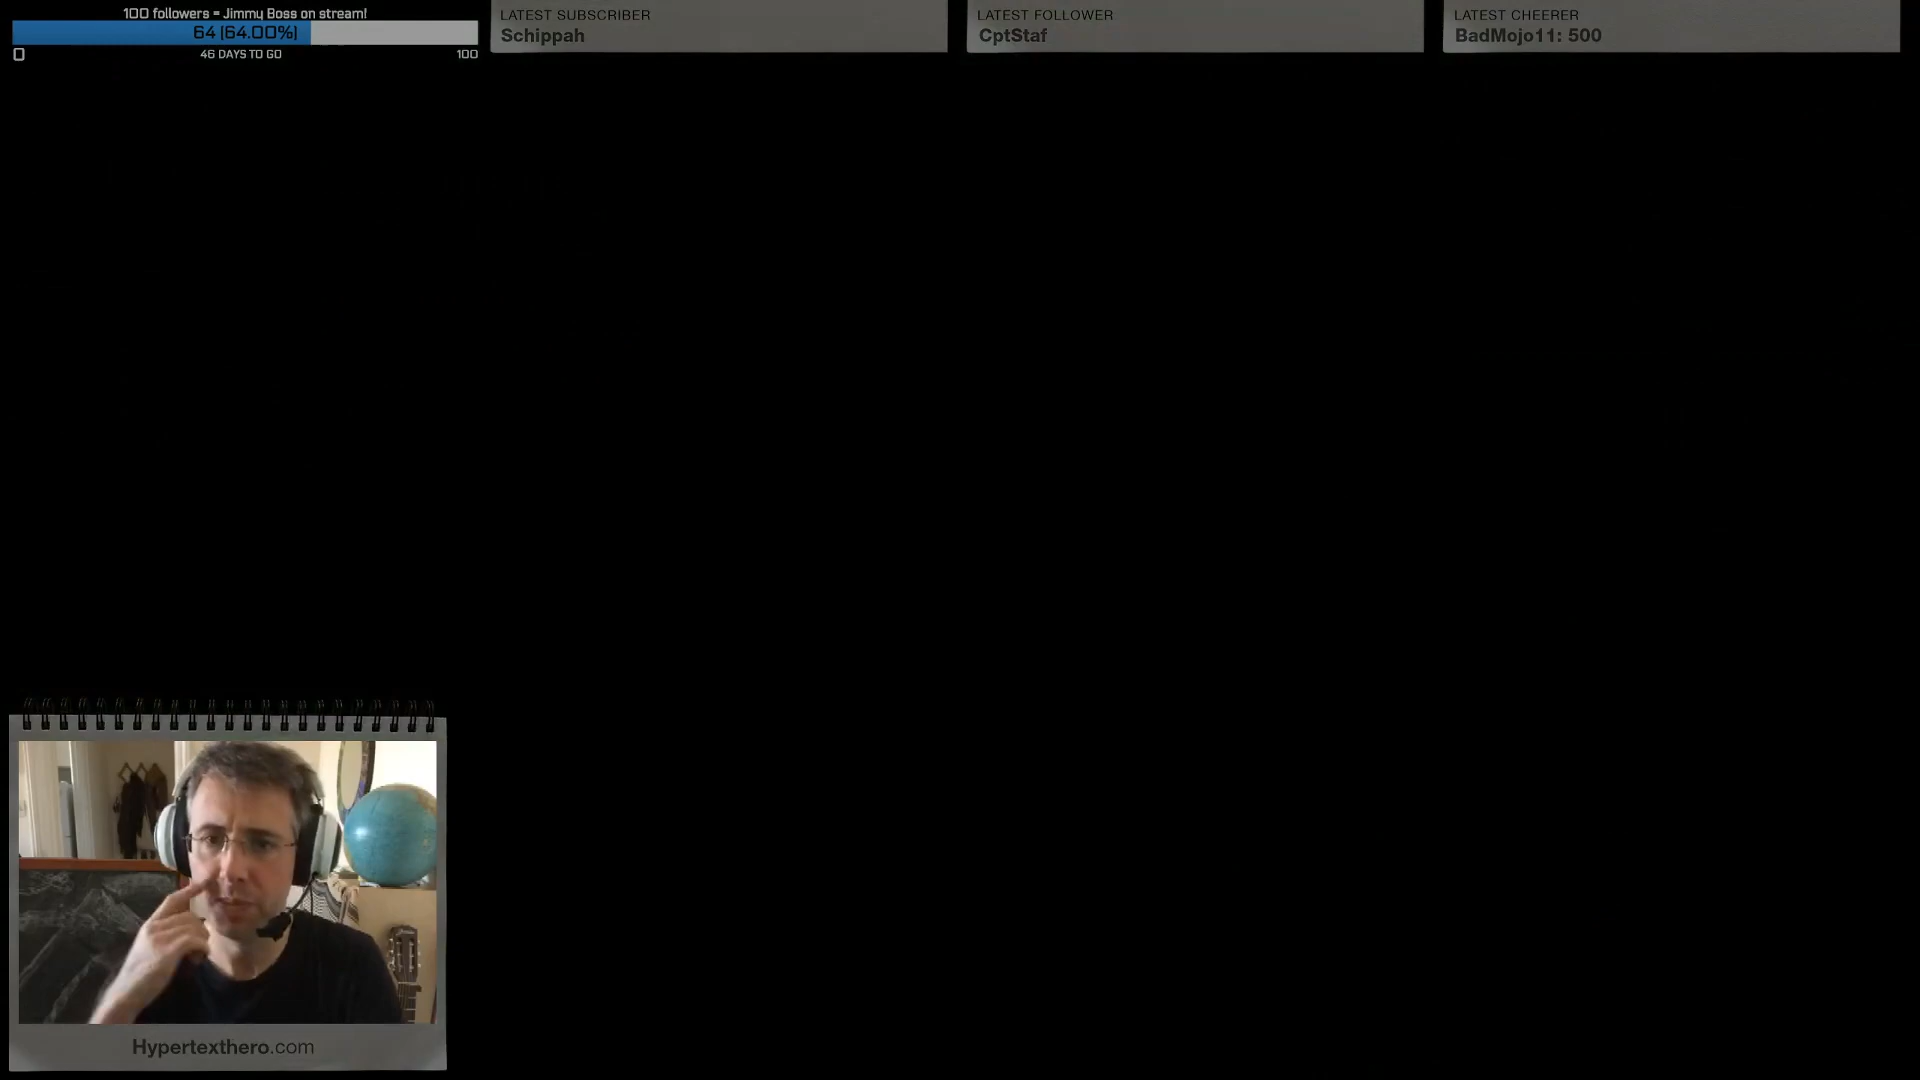 100 followers = Jimmy Boss on stream!
64 (64.00%)
0
46 DAYS TO GO
100
LATEST SUBSCRIBER
Schippah
LATEST FOLLOWER
CptStaf
LATEST CHEERER
BadMojo11: 500
Hypertexthero.com